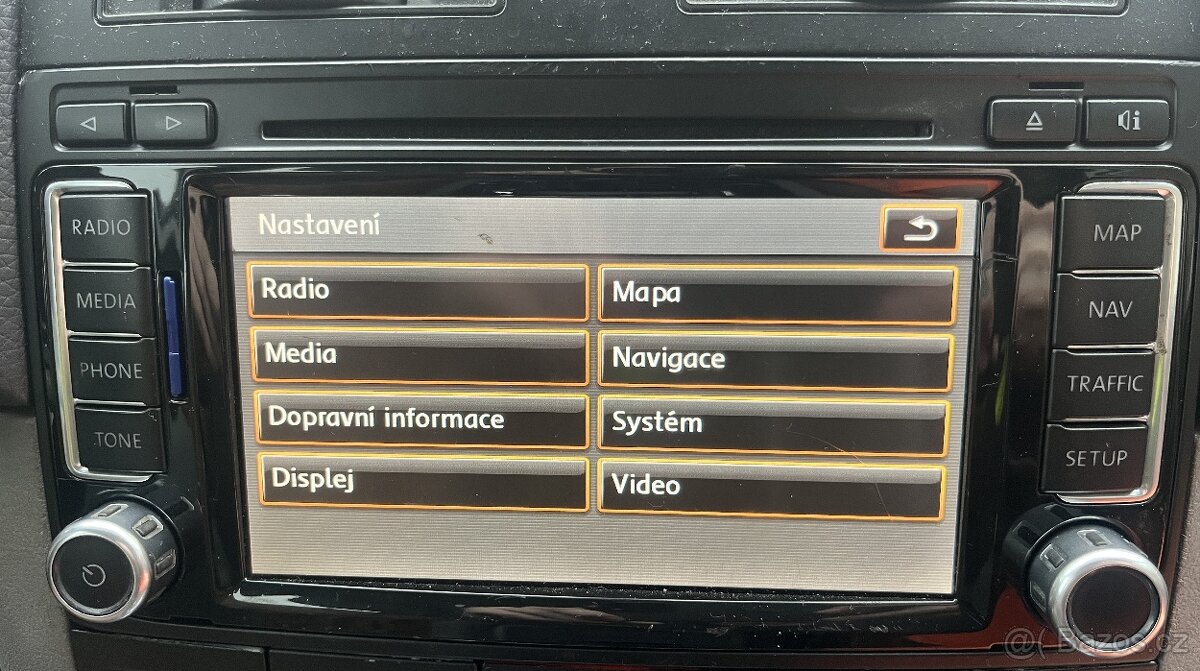 RADIO
MEDIA
PHONE
TONE
Nastavení
Radio
Mapa
Media
Navigace
Dopravní informace
Systém
Displej
Video
MAP
NAV
TRAFFIC
SETUP
i
@( Bazos.cz